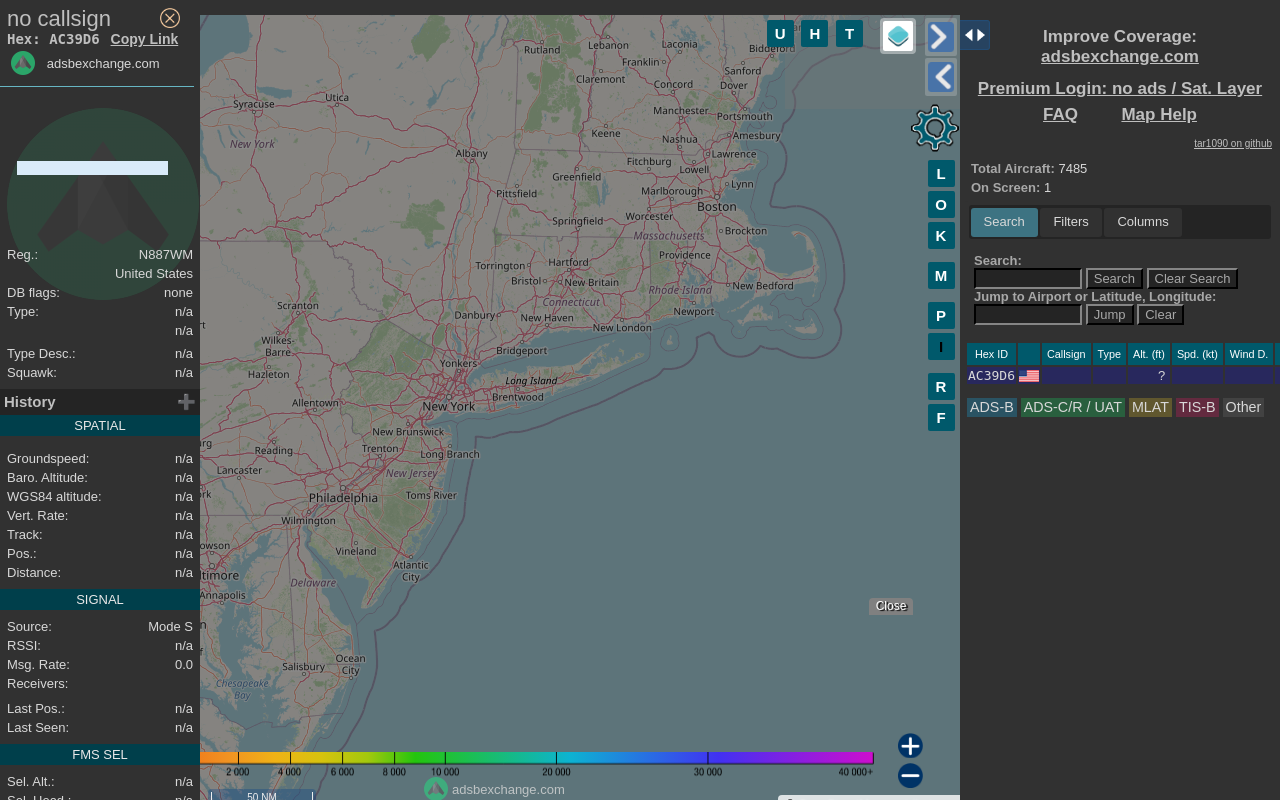 no callsign
Hex: AC39D6 Copy Link
adsbexchange.com
Reg.: N887WM
United States
DB flags: none
Type: n/a
n/a
Type Desc.: n/a
Squawk: n/a
History
SPATIAL
Groundspeed: n/a
Baro. Altitude: n/a
WGS84 altitude: n/a
Vert. Rate: n/a
Track: n/a
Pos.: n/a
Distance: n/a
SIGNAL
Source: Mode S
RSSI: n/a
Msg. Rate: 0.0
Receivers:
Last Pos.: n/a
Last Seen: n/a
FMS SEL
Sel. Alt.: n/a
U H T
L
O
K
M
P
I
R
F
Rutland
Lebanon
Laconia
Biddeford
Franklin
Sanford
Claremont
Concord
Dover
Syracuse
Utica
Manchester
Portsmouth
Keene
Nashua
Amesbury
New York
Albany
Fitchburg
Lawrence
Lowell
Greenfield
Pittsfield
Marlborough
Lynn
Worcester
Boston
Springfield
Massachusetts
Brockton
Providence
Torrington
Hartford
Bristol
New Britain
Rhode Island
New Bedford
Connecticut
Newport
Scranton
Danbury
New Haven
New London
Wilkes-
Barre
Bridgeport
Hazleton
Yonkers
Long Island
Brentwood
Allentown
New York
New Brunswick
Reading
Trenton
Long Branch
Lancaster
New Jersey
Philadelphia
Toms River
Wilmington
Vineland
Atlantic
City
Delaware
Annapolis
Ocean
City
Salisbury
Chesapeake
Bay
Close
2 000 4 000 6 000 8 000 10 000 20 000 30 000 40 000+
50 NM
adsbexchange.com
Improve Coverage:
adsbexchange.com
Premium Login: no ads / Sat. Layer
FAQ Map Help
tar1090 on github
Total Aircraft: 7485
On Screen: 1
Search Filters Columns
Search:
Search Clear Search
Jump to Airport or Latitude, Longitude:
Jump Clear
Hex ID Callsign Type Alt. (ft) Spd. (kt) Wind D.
AC39D6 ?
ADS-B ADS-C/R / UAT MLAT TIS-B Other